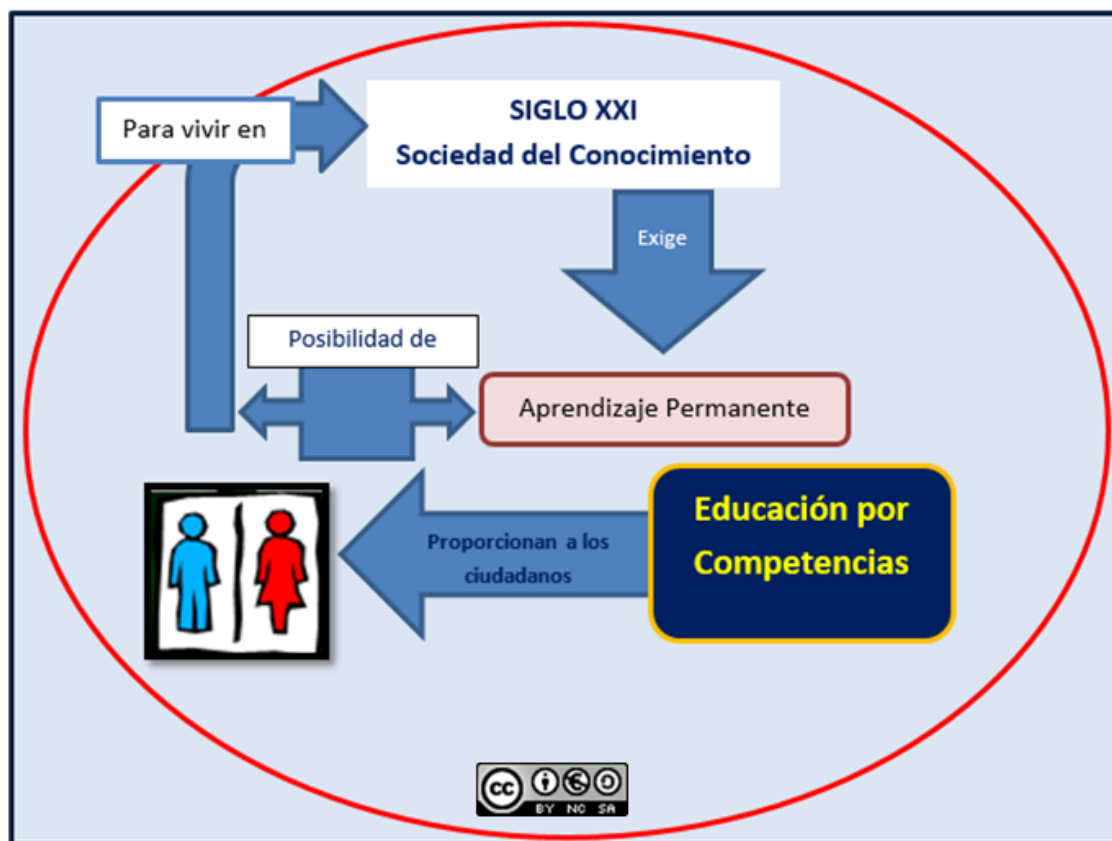 Para vivir en
SIGLO XXI
Sociedad del Conocimiento
Exige
Posibilidad de
Aprendizaje Permanente
Educación por
Competencias
Proporcionan a los
ciudadanos
cc
BY NC SA